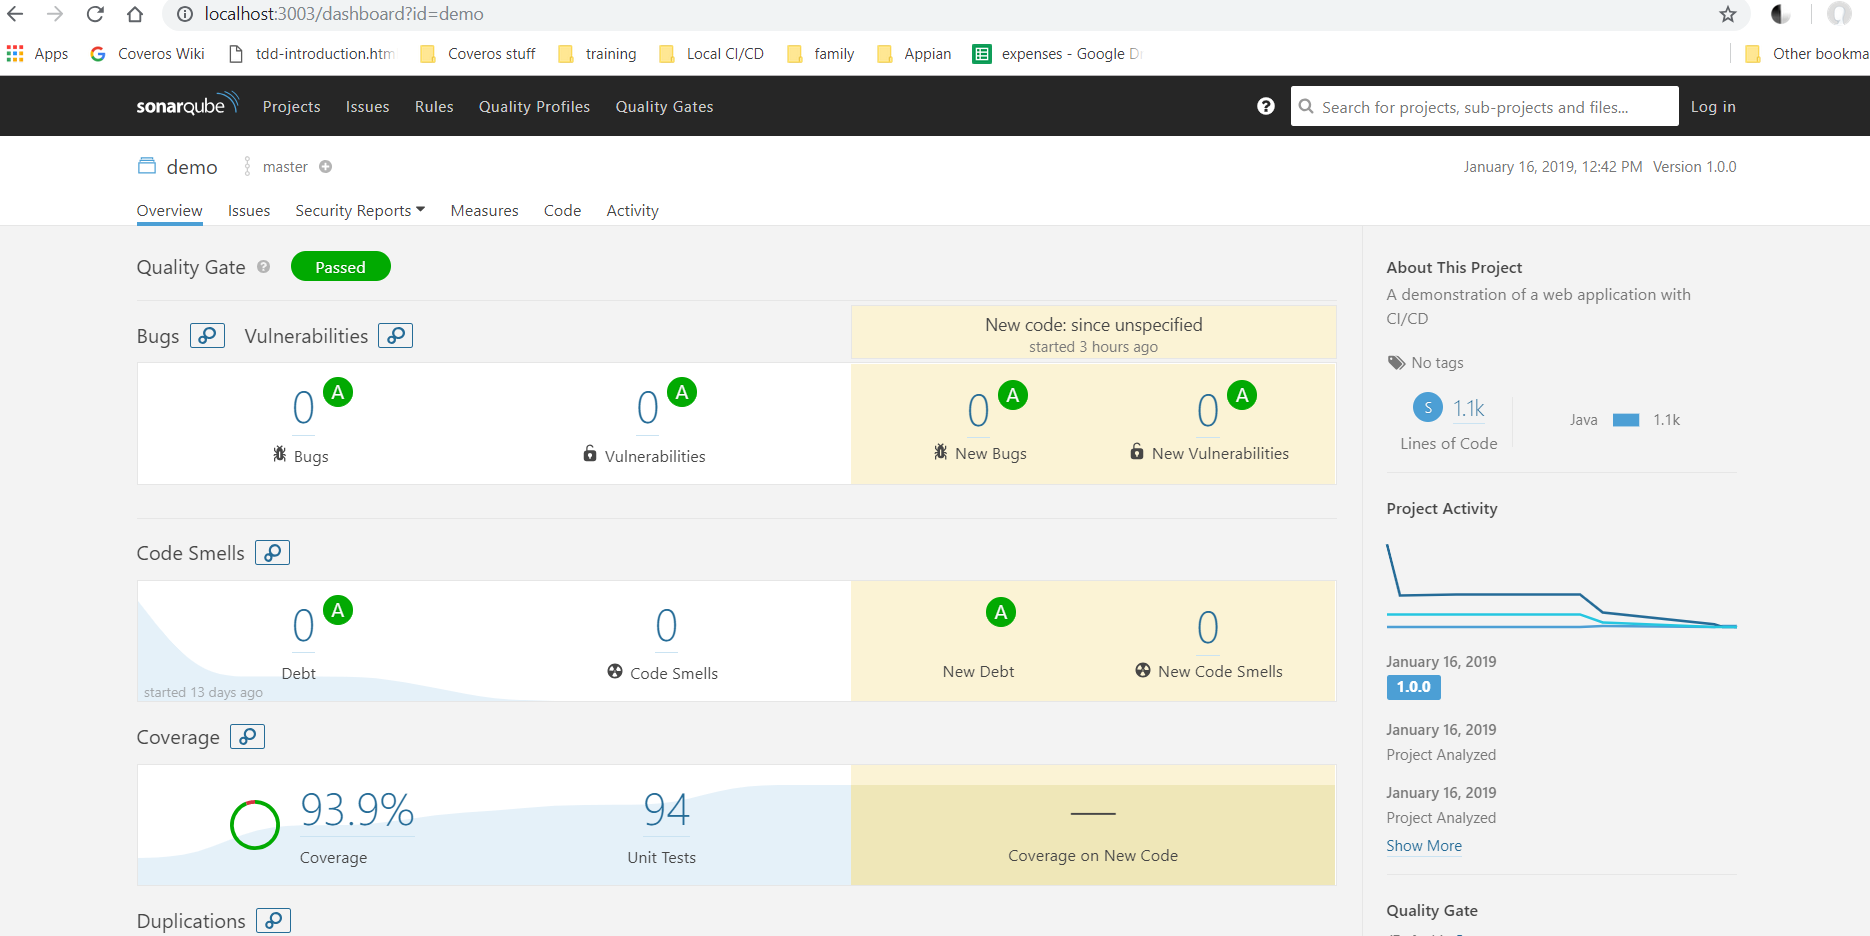 localhost:3003/dashboard?id=demo
Apps Coveros Wiki tdd-introduction.htm Coveros stuff training Local CI/CD family Appian expenses - Google D Other bookma
sonarqube Projects Issues Rules Quality Profiles Quality Gates ? Search for projects, sub-projects and files... Log in
demo master January 16, 2019, 12:42 PM Version 1.0.0
Overview Issues Security Reports Measures Code Activity
Quality Gate ? Passed
Bugs Vulnerabilities
New code: since unspecified
started 3 hours ago
0 A
Bugs
0 A
Vulnerabilities
0 A
New Bugs
0 A
New Vulnerabilities
Code Smells
0 A
Debt
started 13 days ago
0
Code Smells
A
New Debt
0
New Code Smells
Coverage
93.9%
Coverage
94
Unit Tests
—
Coverage on New Code
Duplications
About This Project
A demonstration of a web application with
CI/CD
No tags
S 1.1k
Lines of Code
Java 1.1k
Project Activity
January 16, 2019
1.0.0
January 16, 2019
Project Analyzed
January 16, 2019
Project Analyzed
Show More
Quality Gate